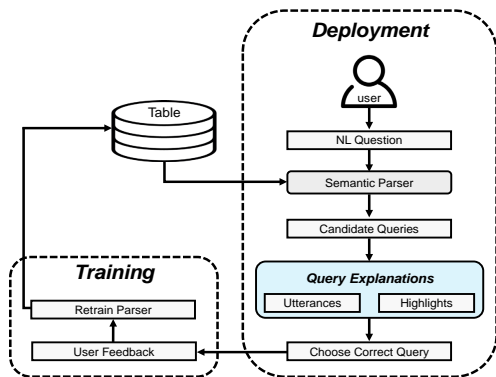 Deployment
user
Table
NL Question
Semantic Parser
Candidate Queries
Query Explanations
Utterances
Highlights
Choose Correct Query
Training
Retrain Parser
User Feedback